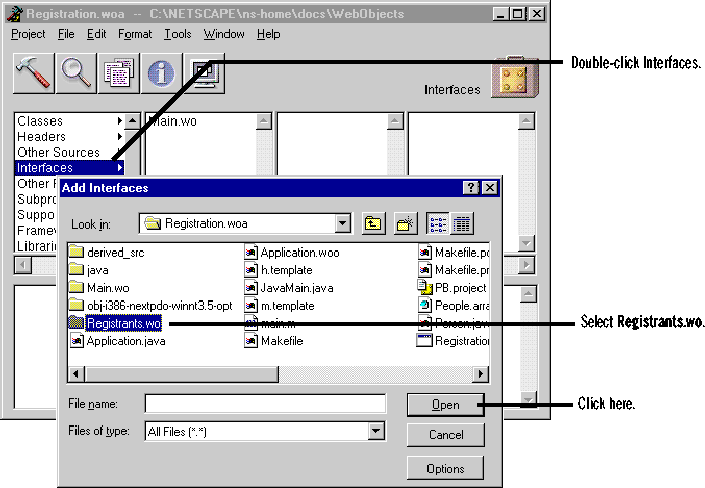 Registration.woa -- C:\NETSCAPE\ns-home\docs\WebObjects
Project File Edit Format Tools Window Help
Double-click Interfaces.
Interfaces
Classes
Main.wo
Headers
Other Sources
Interfaces
Other
Subpro
Suppo
Framew
Librarie
Add Interfaces
Look in: Registration.woa
derived_src
java
Main.wo
obj-i386-nextpdo-winnt3.5-opt
Registrants.wo
Application.java
Application.woo
h.template
JavaMain.java
m.template
main.m
Makefile
Makefile.po
Makefile.pr
PB.project
People.arra
Person.java
Registration
Select Registrants.wo.
File name:
Open
Click here.
Files of type: All Files (*.*)
Cancel
Options